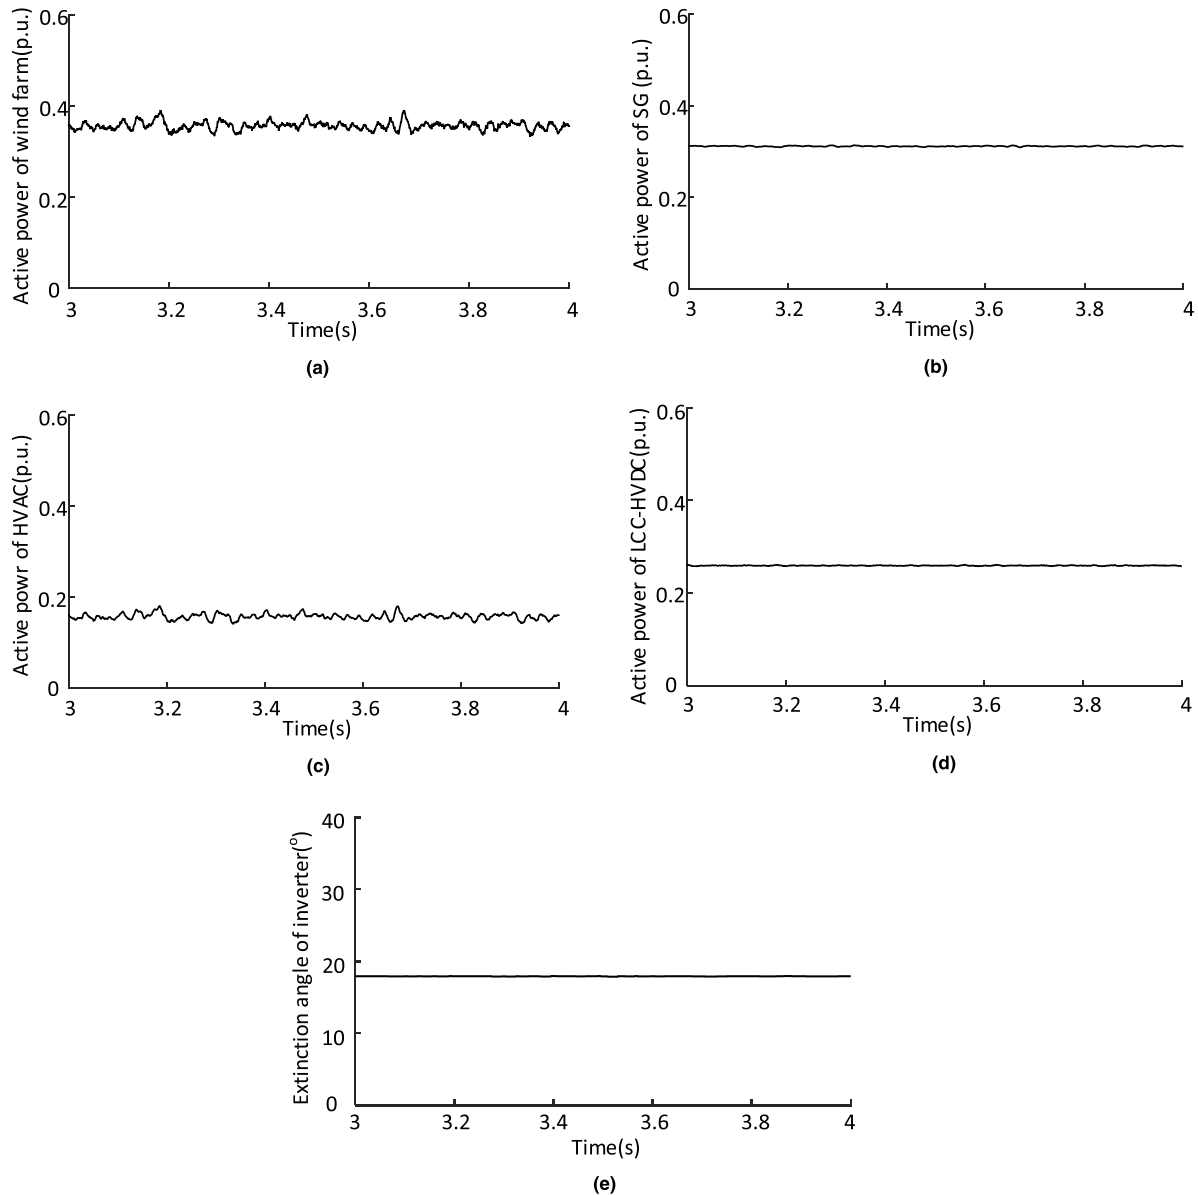 Active power of wind farm(p.u.)
0.6
0.4
0.2
0
3 3.2 3.4 3.6 3.8 4
Time(s)
(a)
Active power of SG (p.u.)
0.6
0.4
0.2
0
3 3.2 3.4 3.6 3.8 4
Time(s)
(b)
Active powr of HVAC(p.u.)
0.6
0.4
0.2
0
3 3.2 3.4 3.6 3.8 4
Time(s)
(c)
Active power of LCC-HVDC(p.u.)
0.6
0.4
0.2
0
3 3.2 3.4 3.6 3.8 4
Time(s)
(d)
Extinction angle of inverter(o)
40
30
20
10
0
3 3.2 3.4 3.6 3.8 4
Time(s)
(e)